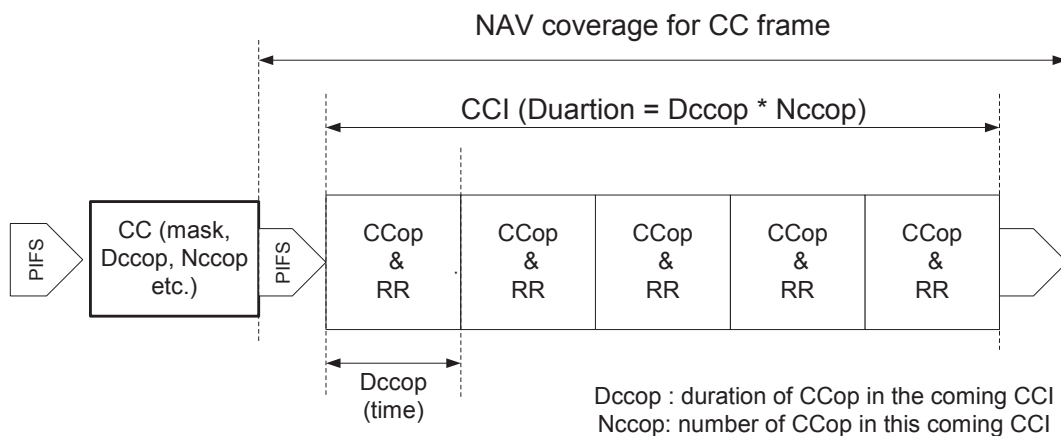 NAV coverage for CC frame
CCI (Duartion = Dccop * Nccop)
PIFS
CC (mask,
Dccop, Nccop
etc.)
PIFS
CCop
&
RR
CCop
&
RR
CCop
&
RR
CCop
&
RR
CCop
&
RR
Dccop
(time)
Dccop : duration of CCop in the coming CCI
Nccop: number of CCop in this coming CCI